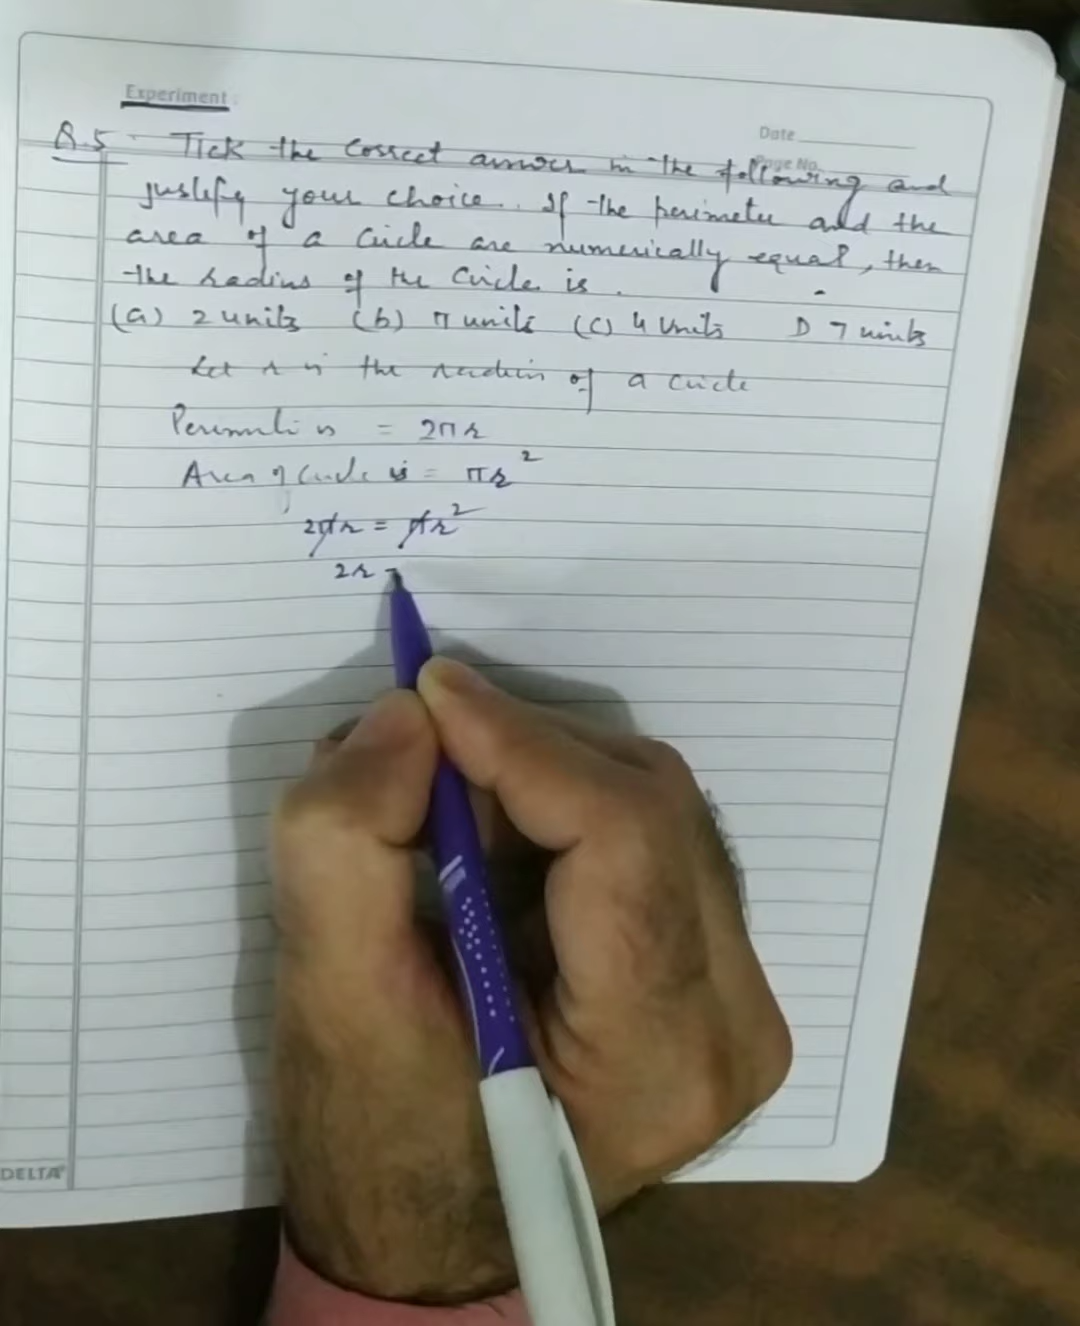 Experiment :
Date
Page No.
Q.5 Tick the correct answer in the following and
justify your choice. If the perimeter and the
area of a circle are numerically equal, then
the radius of the circle is.
(a) 2 units (b) π units (c) 4 units D 7 units
Let r is the radius of a circle
Perimeter is = 2πr
Area of circle is = πr²
2πr = πr²
2r =
DELTA